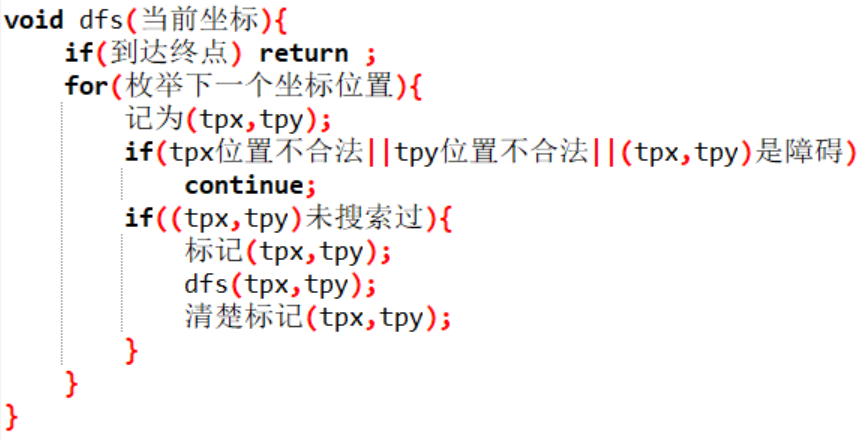 void dfs(当前坐标){
if(到达终点) return ;
for(枚举下一个坐标位置){
记为(tpx,tpy);
if(tpx位置不合法||tpy位置不合法||(tpx,tpy)是障碍)
continue;
if((tpx,tpy)未搜索过){
标记(tpx,tpy);
dfs(tpx,tpy);
清楚标记(tpx,tpy);
}
}
}